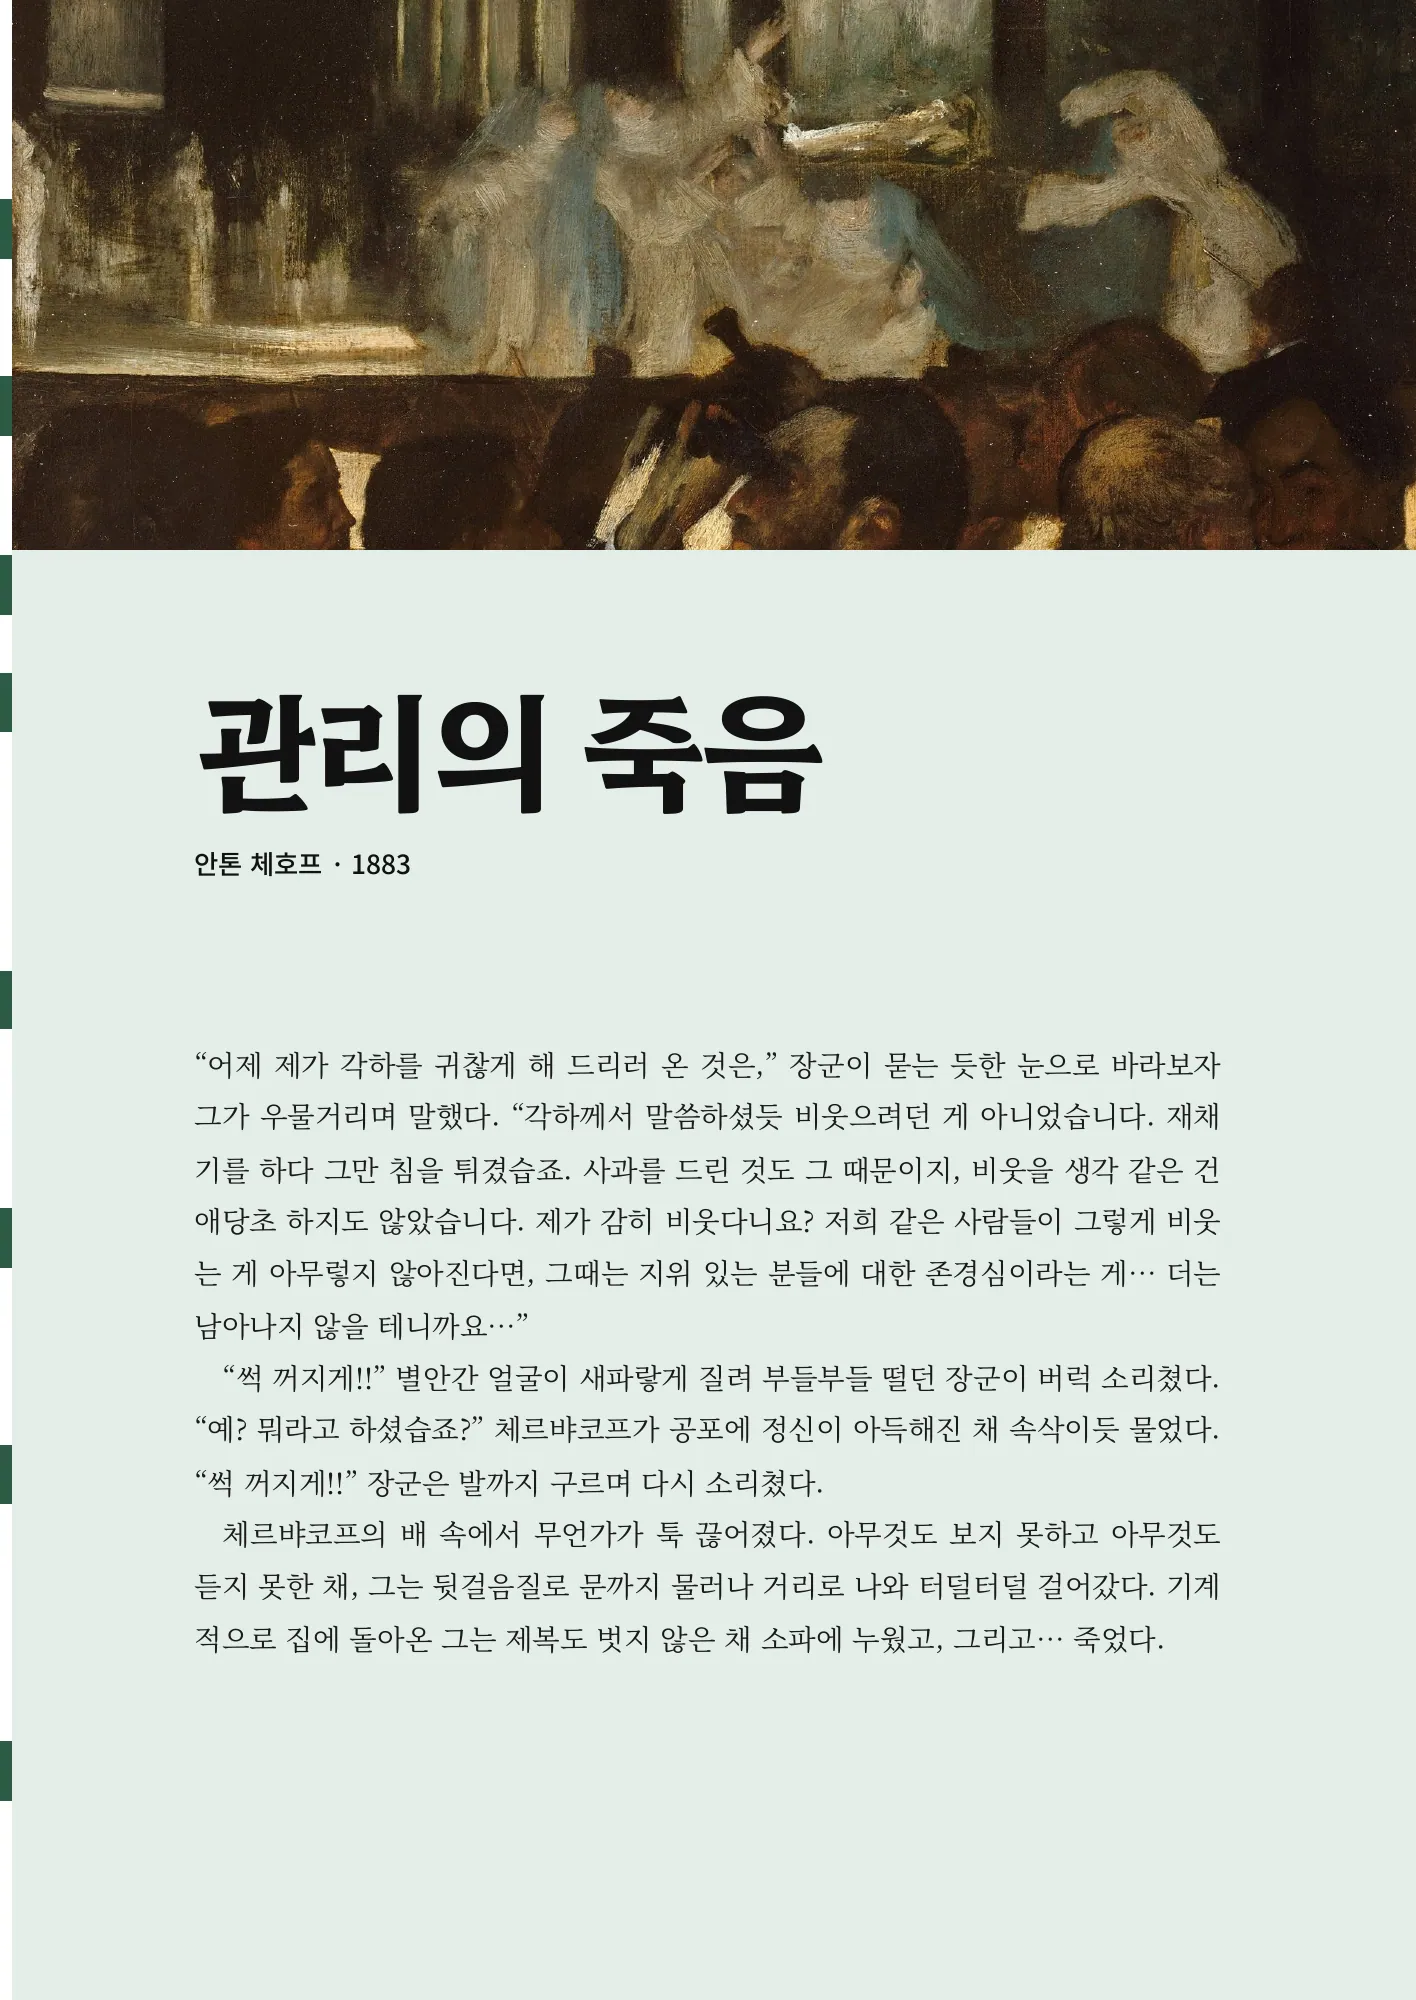 관리의 죽음
안톤 체호프 · 1883
“어제 제가 각하를 귀찮게 해 드리러 온 것은,” 장군이 묻는 듯한 눈으로 바라보자
그가 우물거리며 말했다. “각하께서 말씀하셨듯 비웃으려던 게 아니었습니다. 재채
기를 하다 그만 침을 튀겼습죠. 사과를 드린 것도 그 때문이지, 비웃을 생각 같은 건
애당초 하지도 않았습니다. 제가 감히 비웃다니요? 저희 같은 사람들이 그렇게 비웃
는 게 아무렇지 않아진다면, 그때는 지위 있는 분들에 대한 존경심이라는 게… 더는
남아나지 않을 테니까요…”
“썩 꺼지게!!” 별안간 얼굴이 새파랗게 질려 부들부들 떨던 장군이 버럭 소리쳤다.
“예? 뭐라고 하셨습죠?” 체르뱌코프가 공포에 정신이 아득해진 채 속삭이듯 물었다.
“썩 꺼지게!!” 장군은 발까지 구르며 다시 소리쳤다.
체르뱌코프의 배 속에서 무언가가 툭 끊어졌다. 아무것도 보지 못하고 아무것도
듣지 못한 채, 그는 뒷걸음질로 문까지 물러나 거리로 나와 터덜터덜 걸어갔다. 기계
적으로 집에 돌아온 그는 제복도 벗지 않은 채 소파에 누웠고, 그리고… 죽었다.